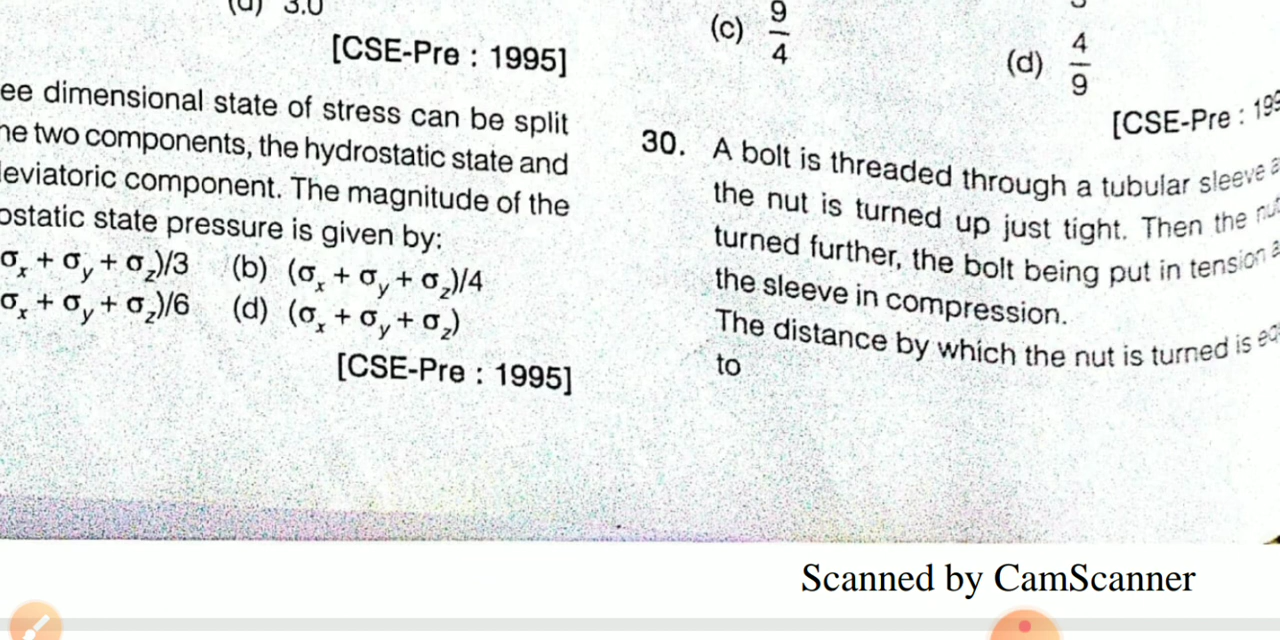 (d) 3.0
[CSE-Pre : 1995]
ee dimensional state of stress can be split
he two components, the hydrostatic state and
eviatoric component. The magnitude of the
ostatic state pressure is given by:
σx + σy + σz)/3 (b) (σx + σy + σz)/4
σx + σy + σz)/6 (d) (σx + σy + σz)
[CSE-Pre : 1995]
(c) 9/4
(d) 4/9
[CSE-Pre : 199
30. A bolt is threaded through a tubular sleeve a
the nut is turned up just tight. Then the nut
turned further, the bolt being put in tension a
the sleeve in compression.
The distance by which the nut is turned is eq
to
Scanned by CamScanner